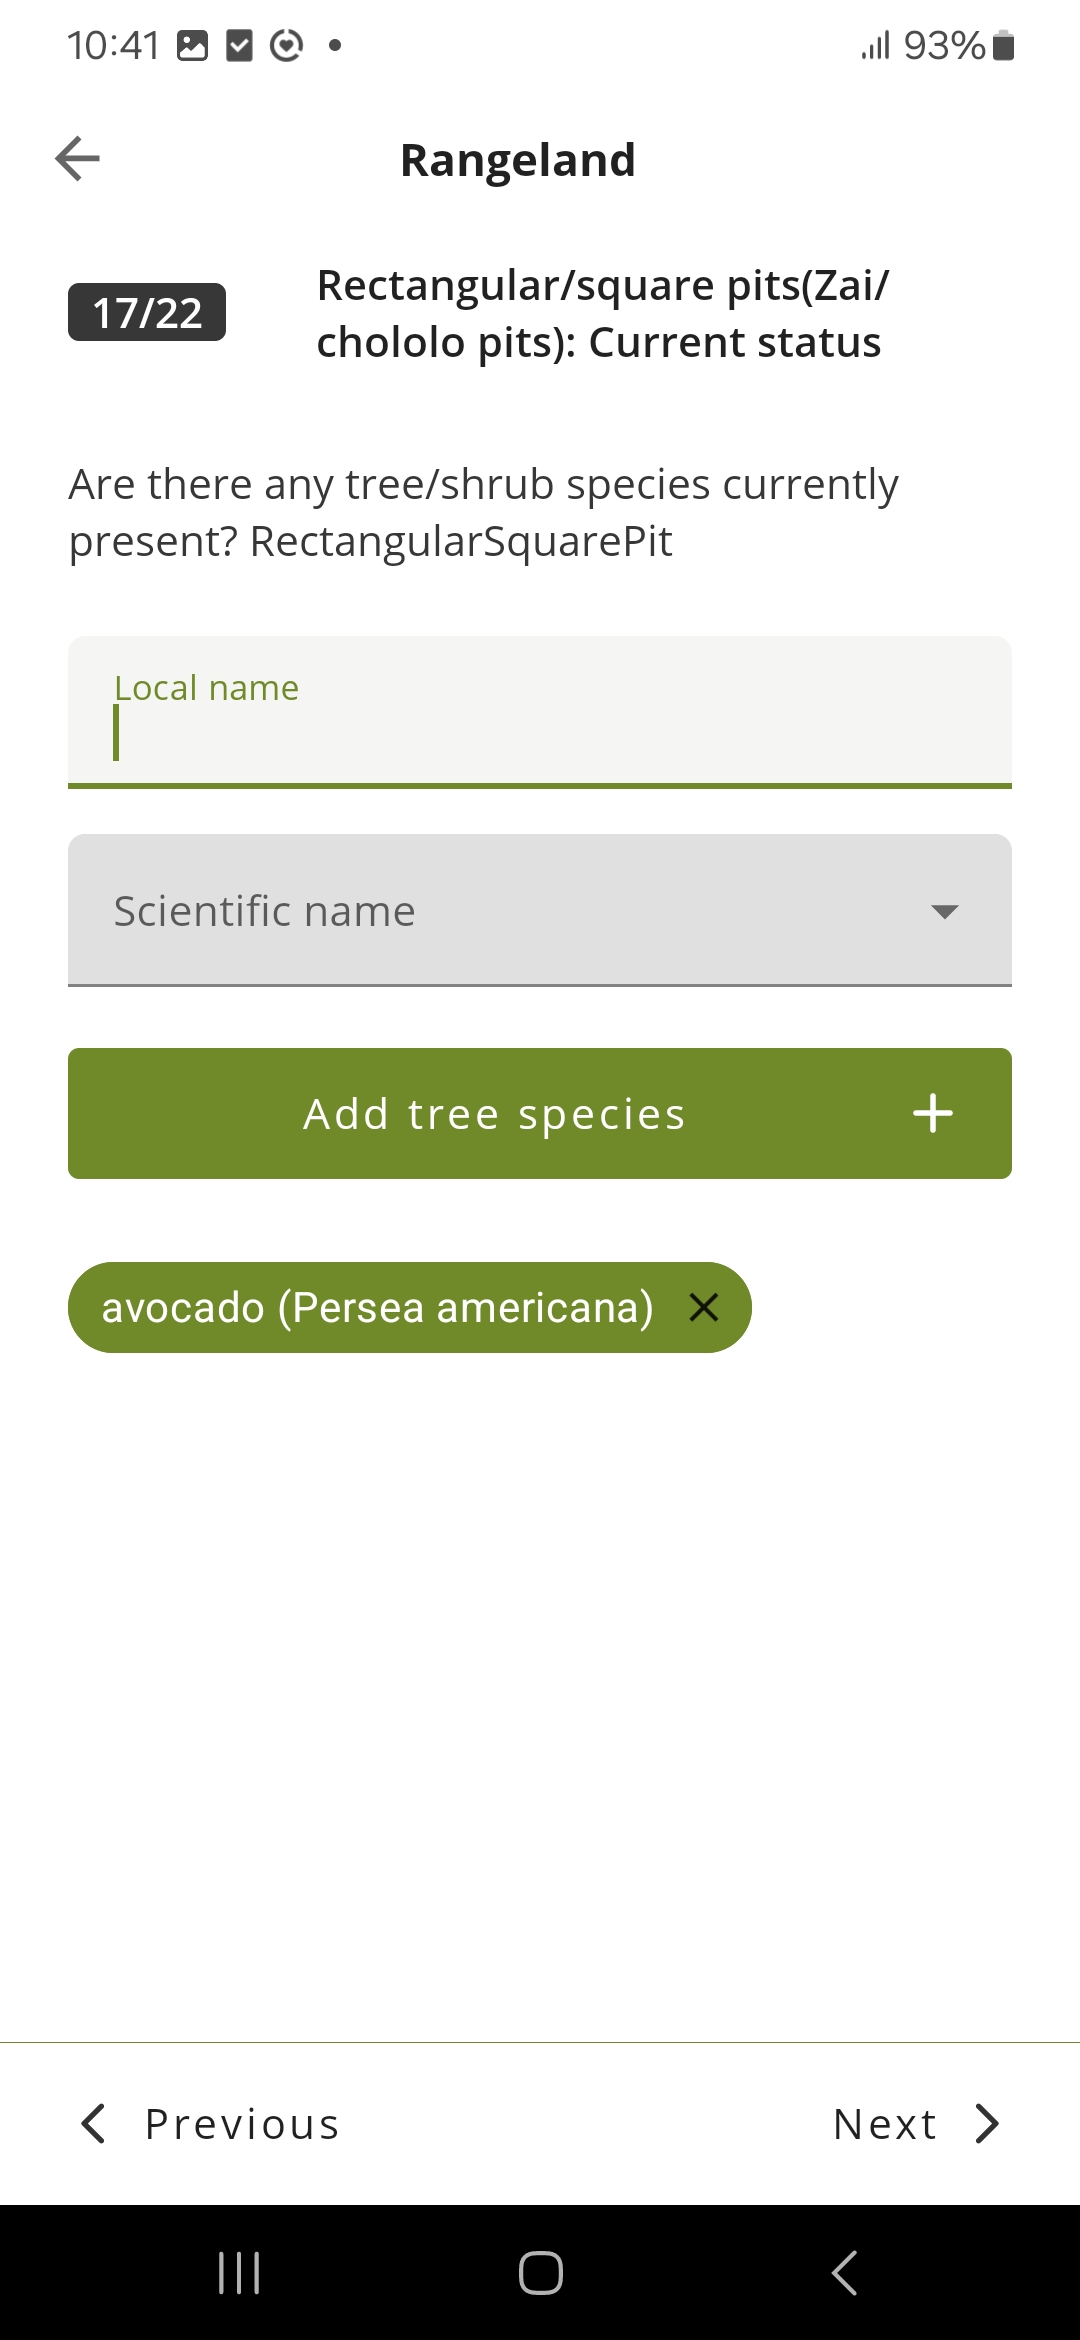 10:41
93%
Rangeland
17/22
Rectangular/square pits(Zai/
chololo pits): Current status
Are there any tree/shrub species currently
present? RectangularSquarePit
Local name
Scientific name
Add tree species
avocado (Persea americana)
Previous
Next